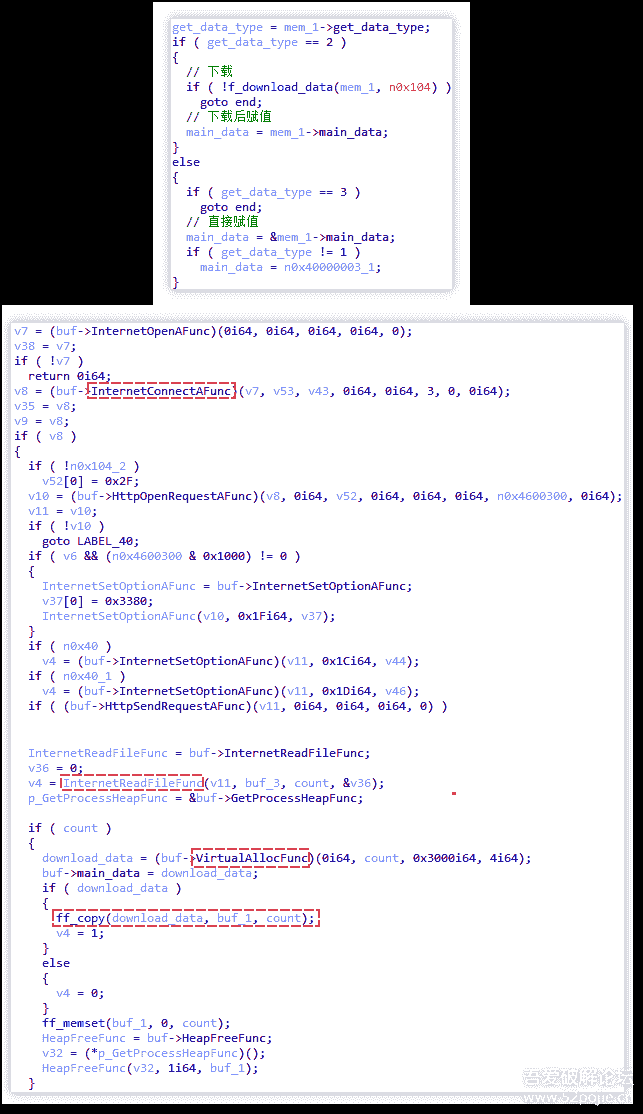 get_data_type = mem_1->get_data_type;
if ( get_data_type == 2 )
{
// 下载
if ( !f_download_data(mem_1, n0x104) )
goto end;
// 下载后赋值
main_data = mem_1->main_data;
}
else
{
if ( get_data_type == 3 )
goto end;
// 直接赋值
main_data = &mem_1->main_data;
if ( get_data_type != 1 )
main_data = n0x40000003_1;
}
v7 = (buf->InternetOpenAFunc)(0i64, 0i64, 0i64, 0i64, 0);
v38 = v7;
if ( !v7 )
return 0i64;
v8 = (buf->InternetConnectAFunc)(v7, v53, v43, 0i64, 0i64, 3, 0, 0i64);
v35 = v8;
v9 = v8;
if ( v8 )
{
if ( !n0x104_2 )
v52[0] = 0x2F;
v10 = (buf->HttpOpenRequestAFunc)(v8, 0i64, v52, 0i64, 0i64, 0i64, n0x4600300, 0i64);
v11 = v10;
if ( !v10 )
goto LABEL_40;
if ( v6 && (n0x4600300 & 0x1000) != 0 )
{
InternetSetOptionAFunc = buf->InternetSetOptionAFunc;
v37[0] = 0x3380;
InternetSetOptionAFunc(v10, 0x1Fi64, v37);
}
if ( n0x40 )
v4 = (buf->InternetSetOptionAFunc)(v11, 0x1Ci64, v44);
if ( n0x40_1 )
v4 = (buf->InternetSetOptionAFunc)(v11, 0x1Di64, v46);
if ( (buf->HttpSendRequestAFunc)(v11, 0i64, 0i64, 0i64, 0) )
InternetReadFileFunc = buf->InternetReadFileFunc;
v36 = 0;
v4 = InternetReadFileFunc(v11, buf_3, count, &v36);
p_GetProcessHeapFunc = &buf->GetProcessHeapFunc;
if ( count )
{
download_data = (buf->VirtualAllocFunc)(0i64, count, 0x3000i64, 4i64);
buf->main_data = download_data;
if ( download_data )
{
ff_copy(download_data, buf_1, count);
v4 = 1;
}
else
{
v4 = 0;
}
ff_memset(buf_1, 0, count);
HeapFreeFunc = buf->HeapFreeFunc;
v32 = (*p_GetProcessHeapFunc)();
HeapFreeFunc(v32, 1i64, buf_1);
}
吾爱破解论坛
www.52pojie.cn